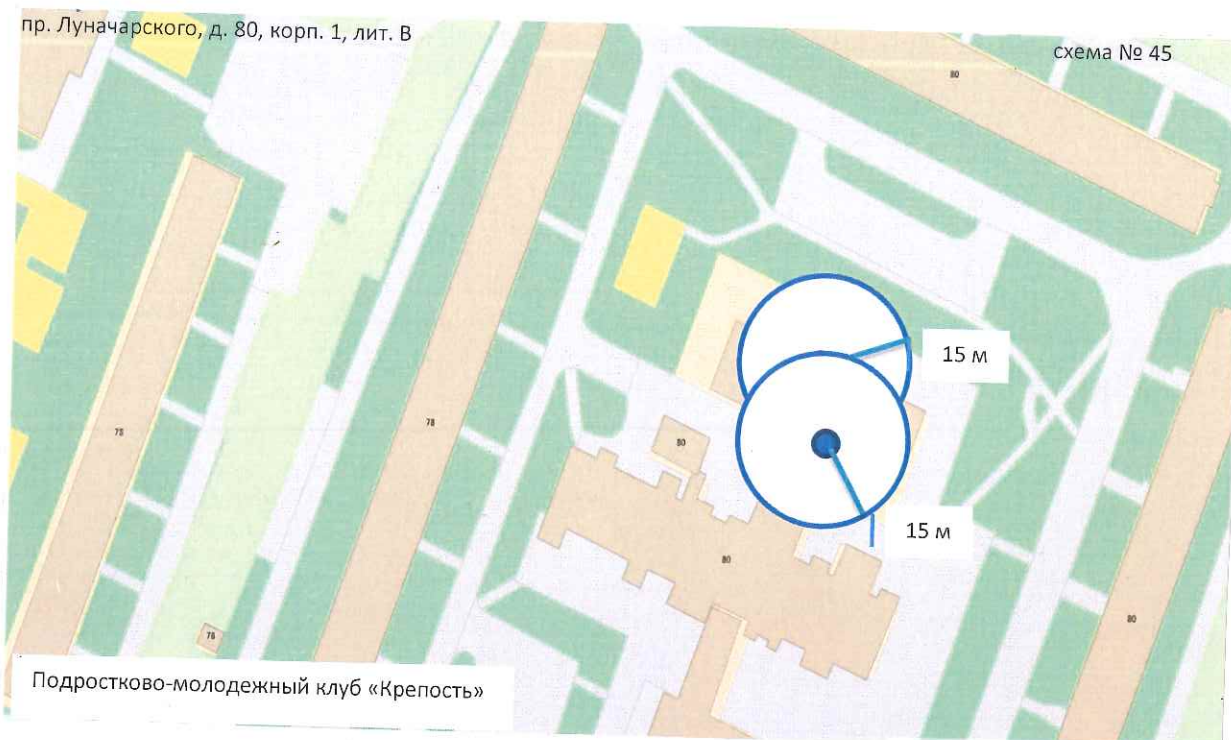 пр. Луначарского, д. 80, корп. 1, лит. В
схема № 45
80
15 м
78
78
80
15 м
80
80
78
Подростково-молодежный клуб «Крепость»